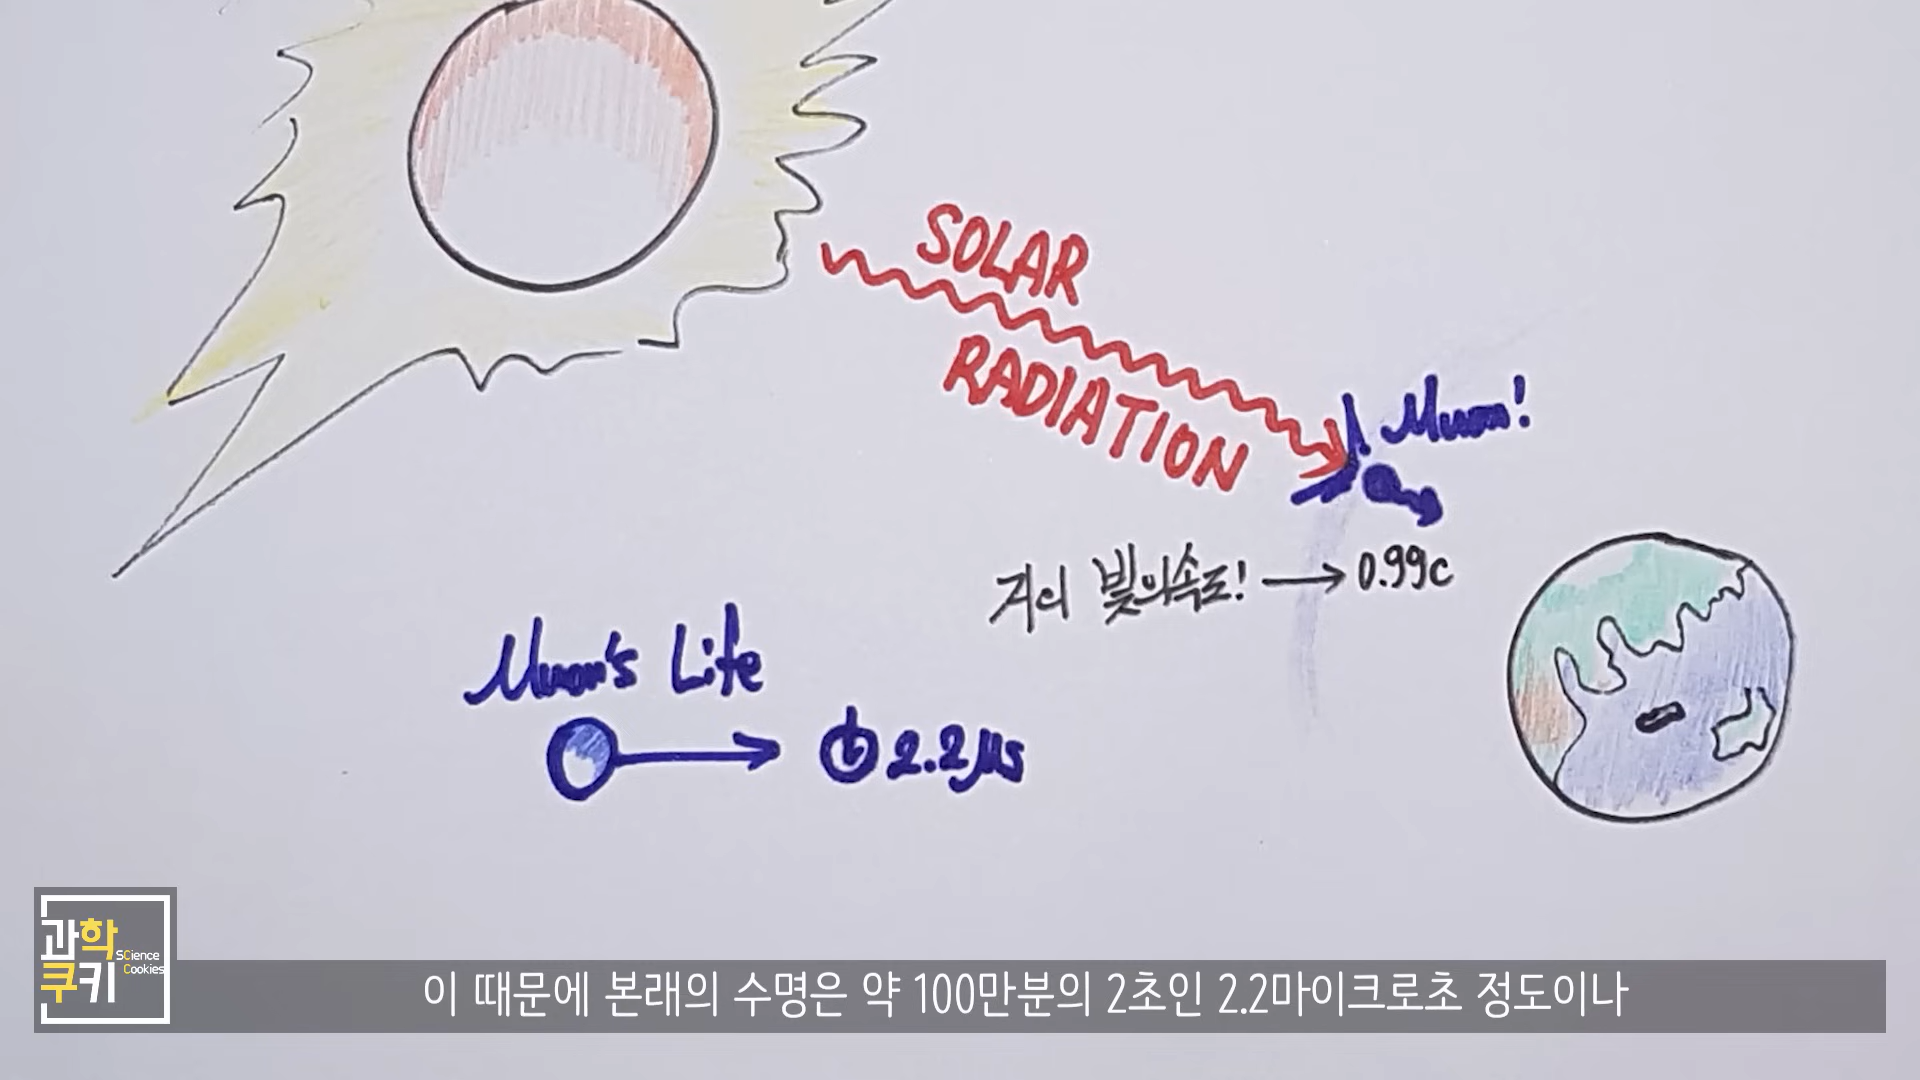 SOLAR
RADIATION
Muon!
거의 빛의속도! → 0.99c
Muon's Life
2.2μs
과학
쿠키
Science
Cookies
이 때문에 본래의 수명은 약 100만분의 2초인 2.2마이크로초 정도이나